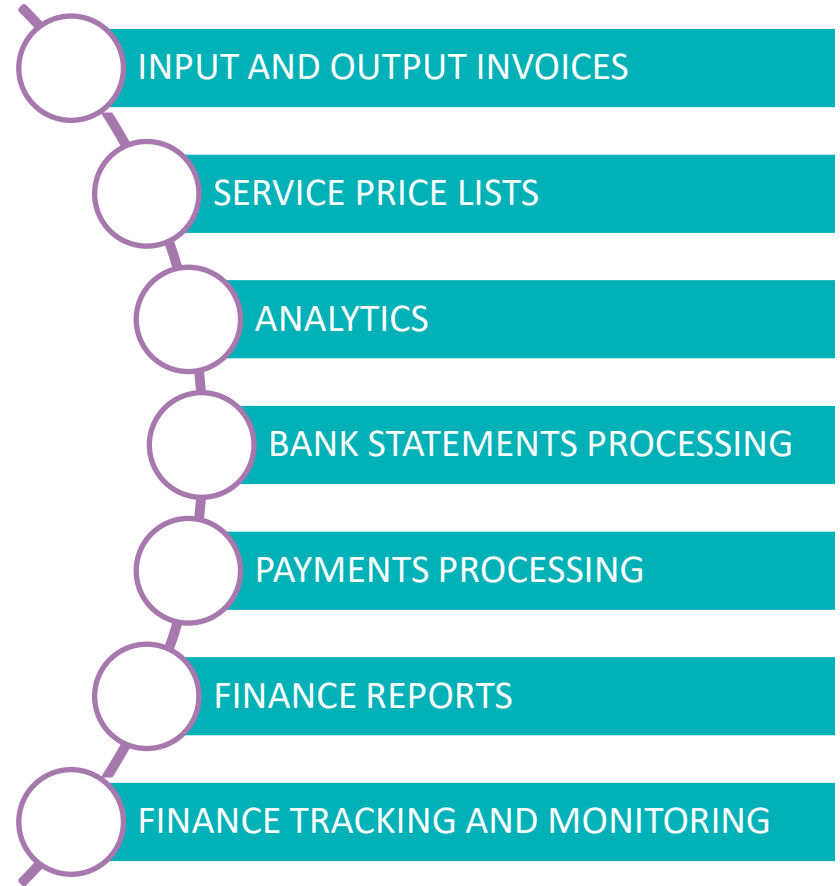 INPUT AND OUTPUT INVOICES
SERVICE PRICE LISTS
ANALYTICS
BANK STATEMENTS PROCESSING
PAYMENTS PROCESSING
FINANCE REPORTS
FINANCE TRACKING AND MONITORING